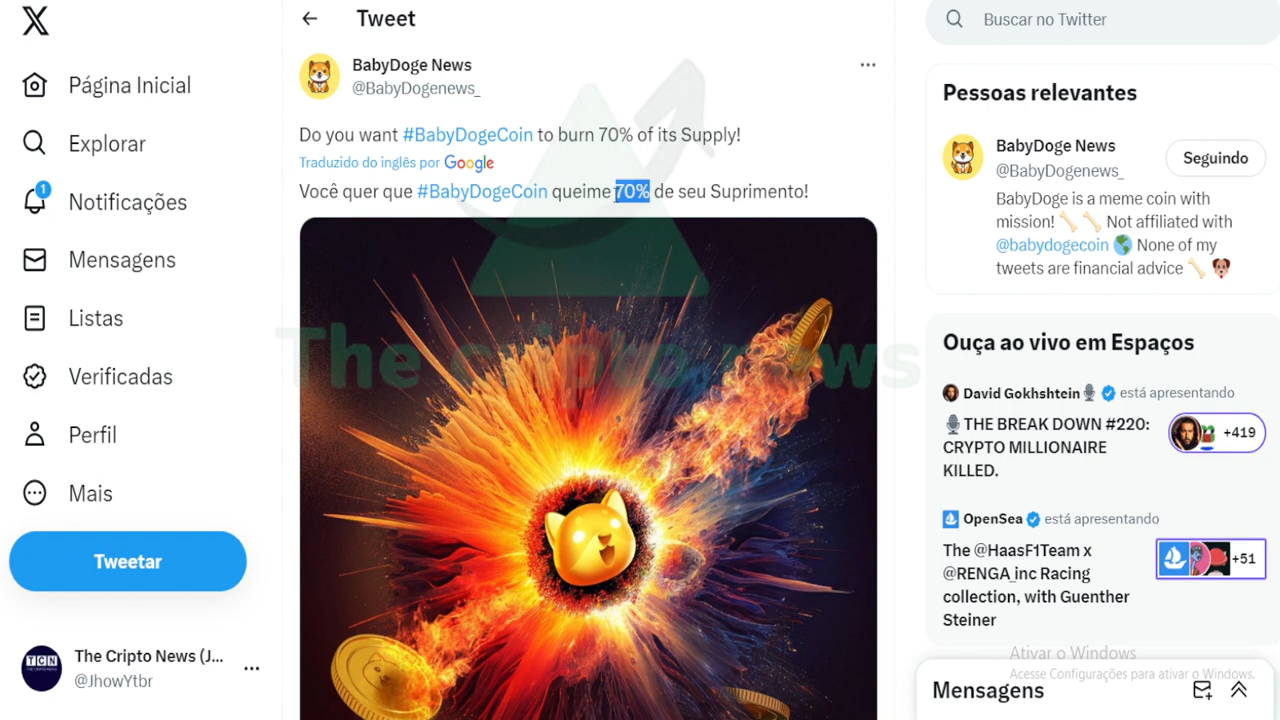 Página Inicial
Explorar
1
Notificações
Mensagens
Listas
Verificadas
Perfil
Mais
Tweetar
TCN
The Cripto News (J...
@JhowYtbr
Tweet
BabyDoge News
@BabyDogenews_
Do you want #BabyDogeCoin to burn 70% of its Supply!
Traduzido do inglês por Google
Você quer que #BabyDogeCoin queime 70% de seu Suprimento!
The cripto news
Buscar no Twitter
Pessoas relevantes
BabyDoge News
@BabyDogenews_
Seguindo
BabyDoge is a meme coin with
mission! 🦴 🦴 Not affiliated with
@babydogecoin 🌎 None of my
tweets are financial advice 🦴 🐶
Ouça ao vivo em Espaços
David Gokhshtein🎙 está apresentando
🎙THE BREAK DOWN #220:
CRYPTO MILLIONAIRE
KILLED.
+419
OpenSea está apresentando
The @HaasF1Team x
@RENGA_inc Racing
collection, with Guenther
Steiner
+51
Ativar o Windows
Acesse Configurações para ativar o Windows.
Mensagens